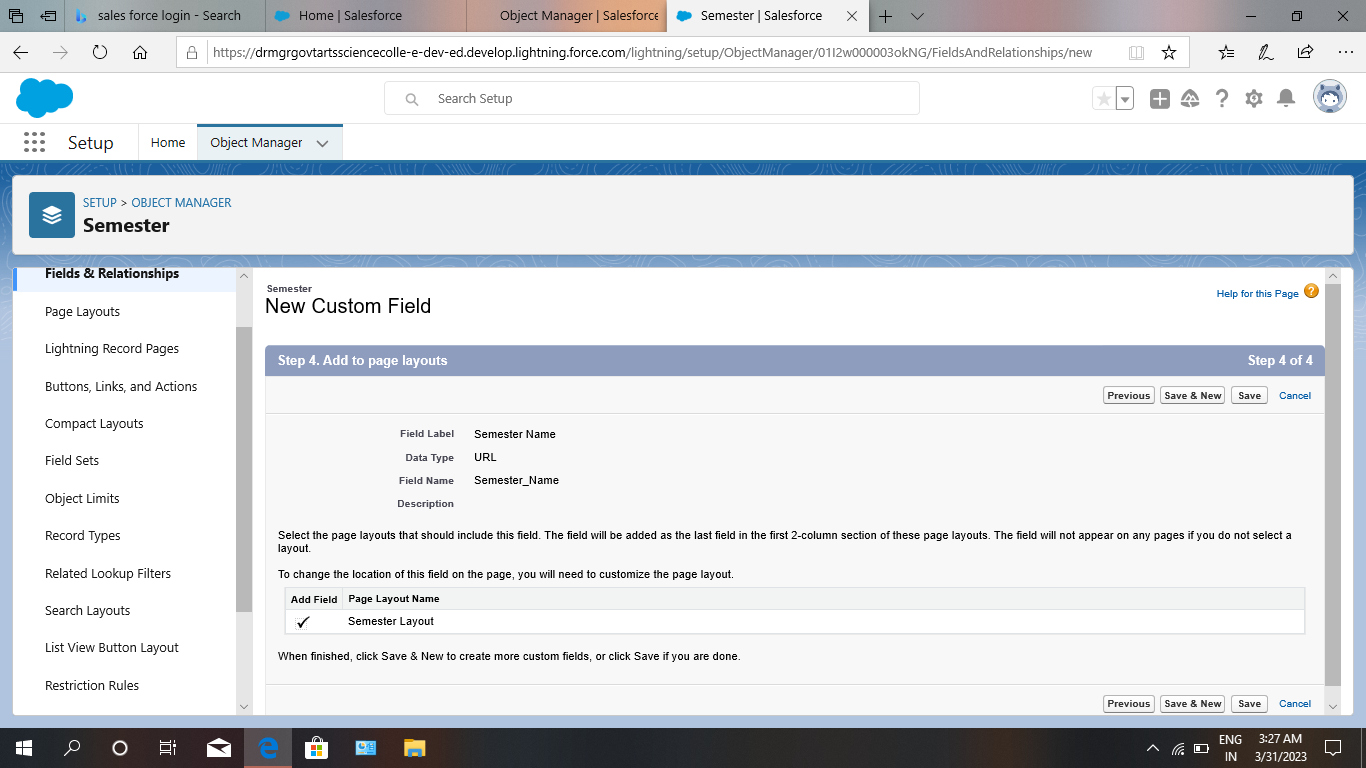 sales force login - Search
Home | Salesforce
Object Manager | Salesforce
Semester | Salesforce
https://drmgrgovtartssciencecolle-e-dev-ed.develop.lightning.force.com/lightning/setup/ObjectManager/01I2w000003okNG/FieldsAndRelationships/new
Search Setup
Setup
Home
Object Manager
SETUP > OBJECT MANAGER
Semester
Fields & Relationships
Page Layouts
Lightning Record Pages
Buttons, Links, and Actions
Compact Layouts
Field Sets
Object Limits
Record Types
Related Lookup Filters
Search Layouts
List View Button Layout
Restriction Rules
Semester
New Custom Field
Help for this Page ?
Step 4. Add to page layouts
Step 4 of 4
Previous Save & New Save Cancel
Field Label Semester Name
Data Type URL
Field Name Semester_Name
Description
Select the page layouts that should include this field. The field will be added as the last field in the first 2-column section of these page layouts. The field will not appear on any pages if you do not select a
layout.
To change the location of this field on the page, you will need to customize the page layout.
Add Field Page Layout Name
Semester Layout
When finished, click Save & New to create more custom fields, or click Save if you are done.
Previous Save & New Save Cancel
ENG
IN
3:27 AM
3/31/2023